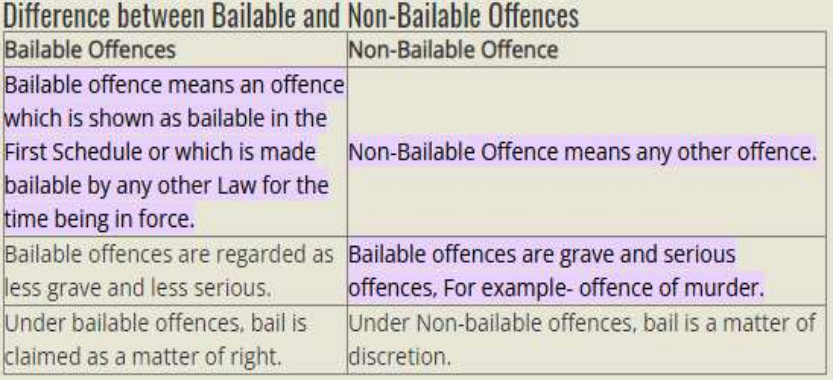 Difference between Bailable and Non-Bailable Offences
Bailable Offences
Non-Bailable Offence
Bailable offence means an offence
which is shown as bailable in the
First Schedule or which is made
bailable by any other Law for the
time being in force.
Non-Bailable Offence means any other offence.
Bailable offences are regarded as
less grave and less serious.
Bailable offences are grave and serious
offences, For example- offence of murder.
Under bailable offences, bail is
claimed as a matter of right.
Under Non-bailable offences, bail is a matter of
discretion.